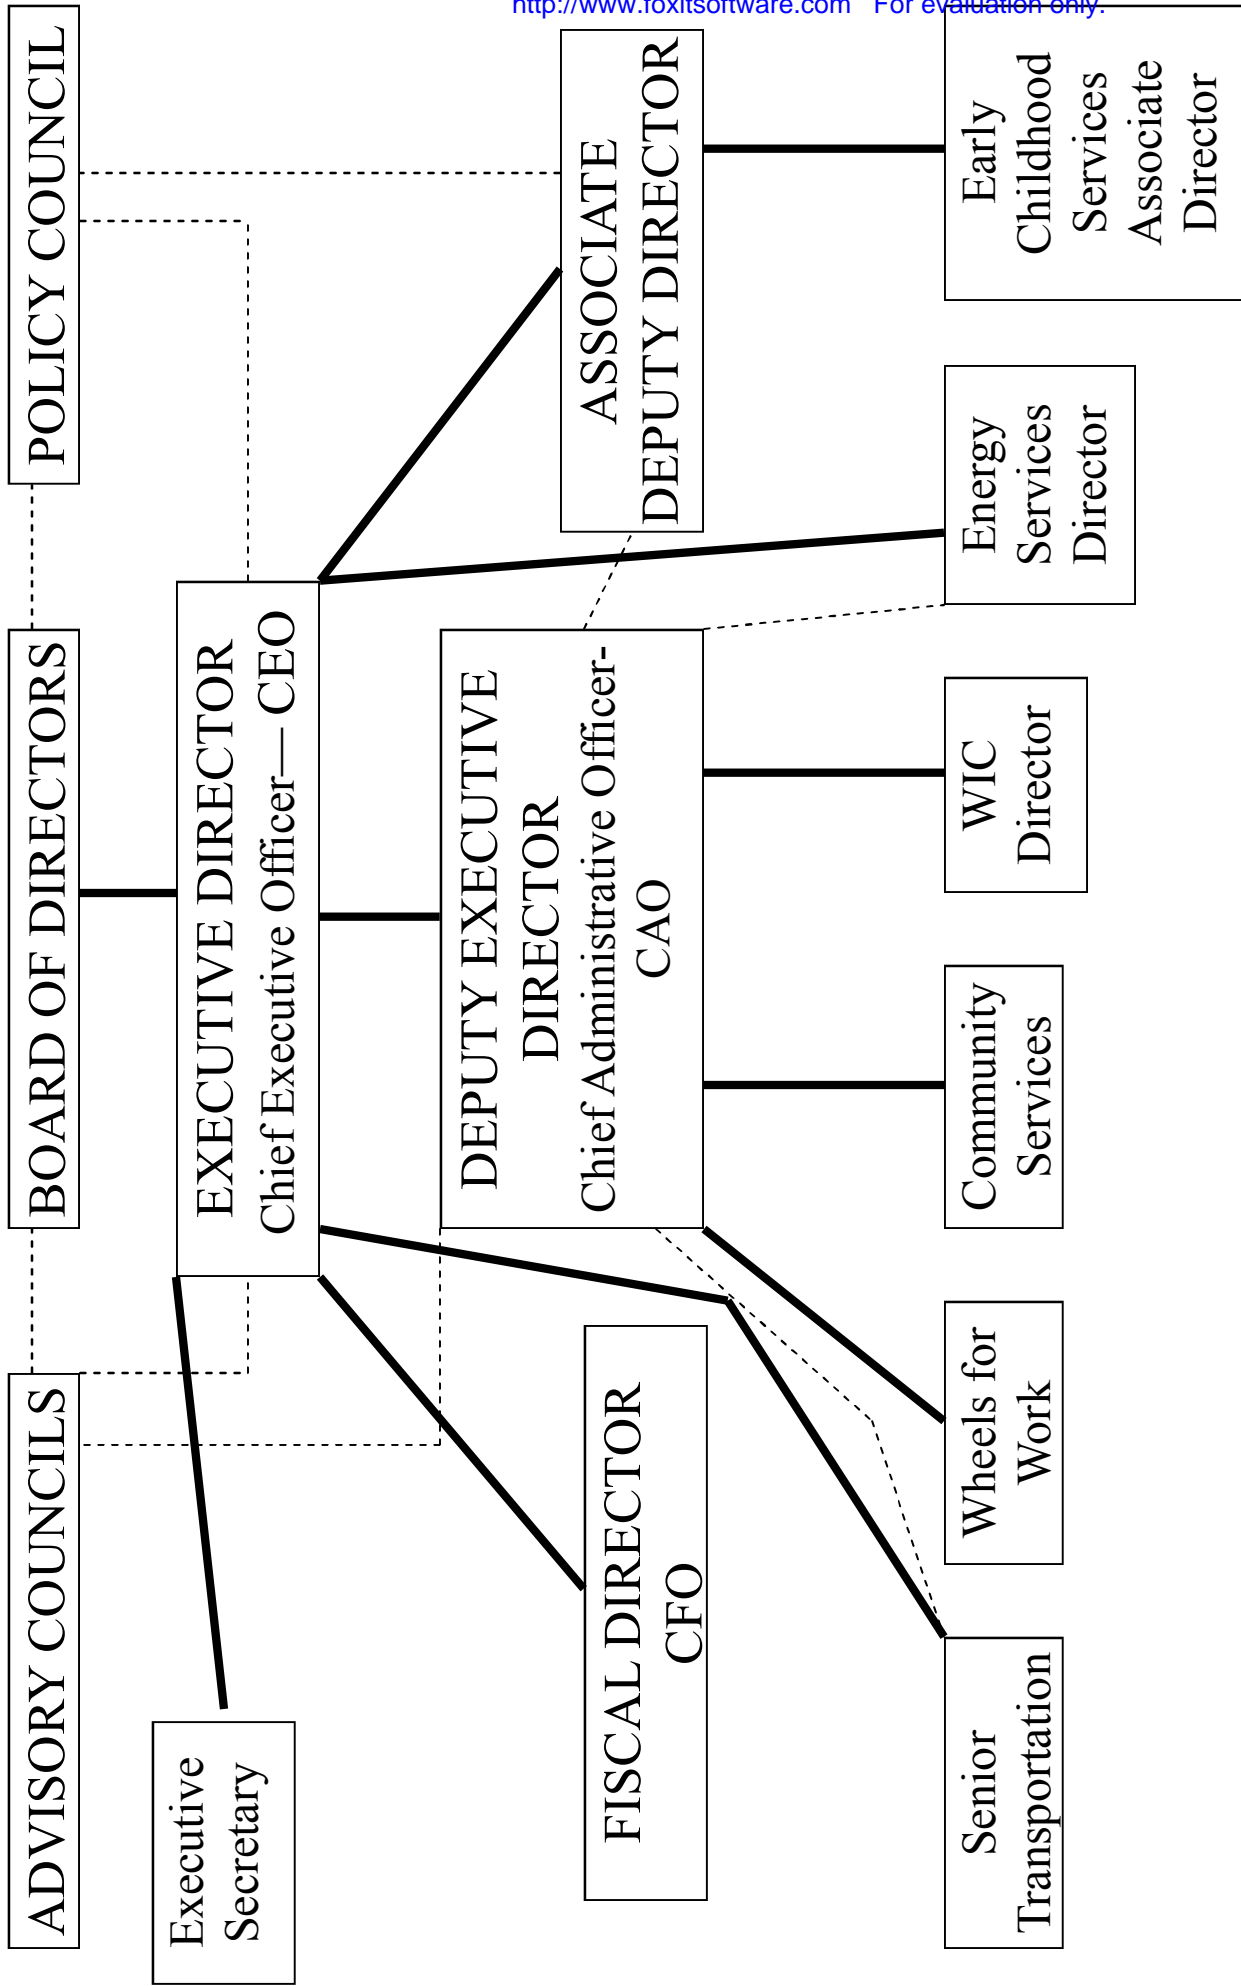 http://www.foxitsoftware.com For evaluation only.
ADVISORY COUNCILS
BOARD OF DIRECTORS
POLICY COUNCIL
Executive
Secretary
EXECUTIVE DIRECTOR
Chief Executive Officer— CEO
DEPUTY EXECUTIVE
DIRECTOR
Chief Administrative Officer-
CAO
FISCAL DIRECTOR
CFO
ASSOCIATE
DEPUTY DIRECTOR
Senior
Transportation
Wheels for
Work
Community
Services
WIC
Director
Energy
Services
Director
Early
Childhood
Services
Associate
Director